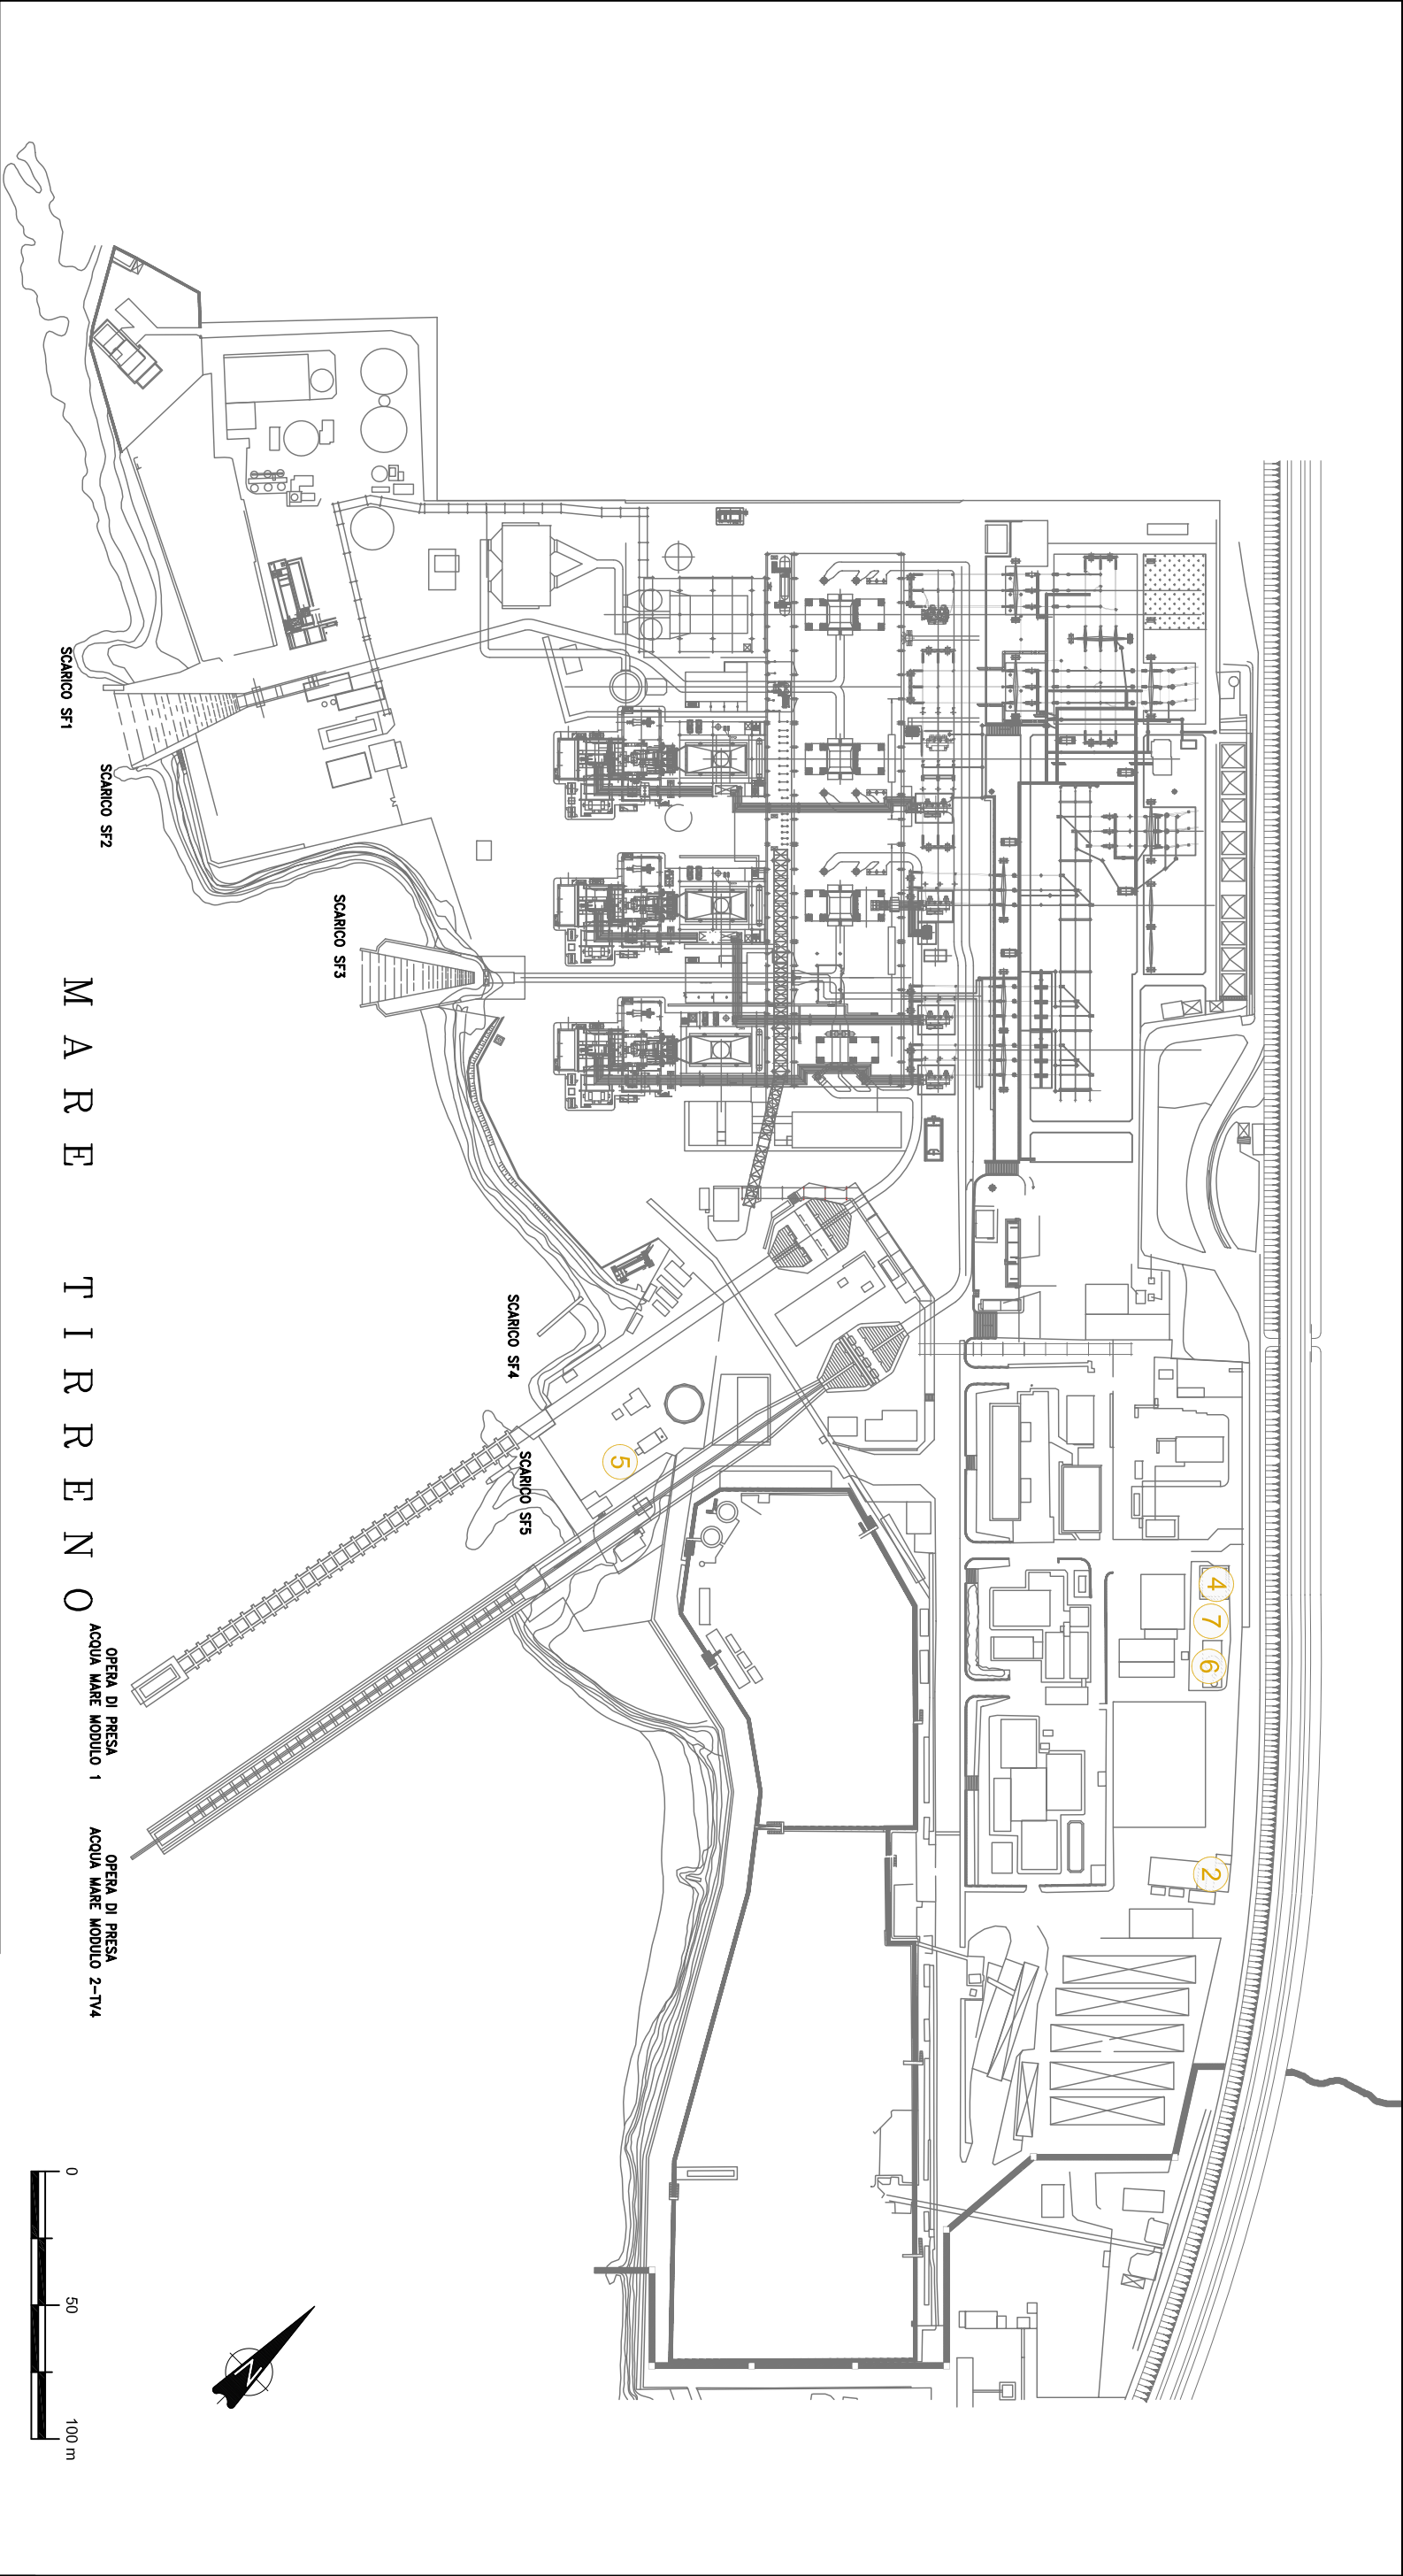 SCARICO SF1
SCARICO SF2
SCARICO SF3
SCARICO SF4
SCARICO SF5
MARE TIRRENO
OPERA DI PRESA
ACQUA MARE MODULO 1
OPERA DI PRESA
ACQUA MARE MODULO 2-TV4
5
4
7
6
2
0
50
100 m
N